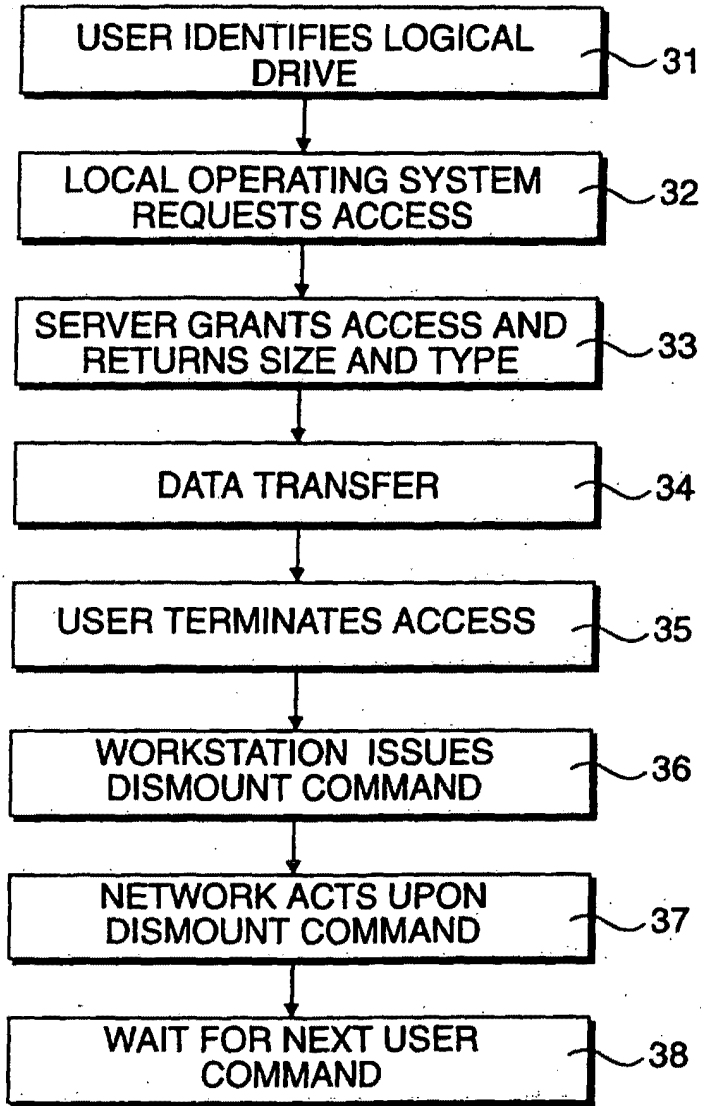 USER IDENTIFIES LOGICAL
DRIVE
31
LOCAL OPERATING SYSTEM
REQUESTS ACCESS
32
SERVER GRANTS ACCESS AND
RETURNS SIZE AND TYPE
33
DATA TRANSFER
34
USER TERMINATES ACCESS
35
WORKSTATION ISSUES
DISMOUNT COMMAND
36
NETWORK ACTS UPON
DISMOUNT COMMAND
37
WAIT FOR NEXT USER
COMMAND
38